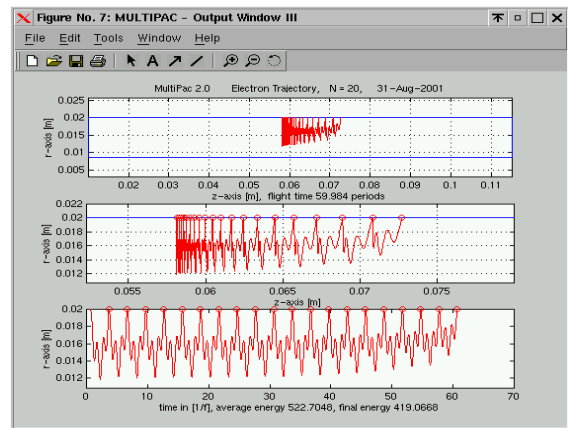 Figure No. 7: MULTIPAC - Output Window III
File Edit Tools Window Help
A
MultiPac 2.0 Electron Trajectory, N = 20, 31-Aug-2001
r-axis [m]
0.025
0.02
0.015
0.01
0.005
0.02 0.03 0.04 0.05 0.06 0.07 0.08 0.09 0.1 0.11
z-axis [m], flight time 59.984 periods
r-axis [m]
0.022
0.02
0.018
0.016
0.014
0.012
0.055 0.06 0.065 0.07 0.075
z-axis [m]
r-axis [m]
0.02
0.018
0.016
0.014
0.012
0 10 20 30 40 50 60 70
time in [1/f], average energy 522.7048, final energy 419.0668